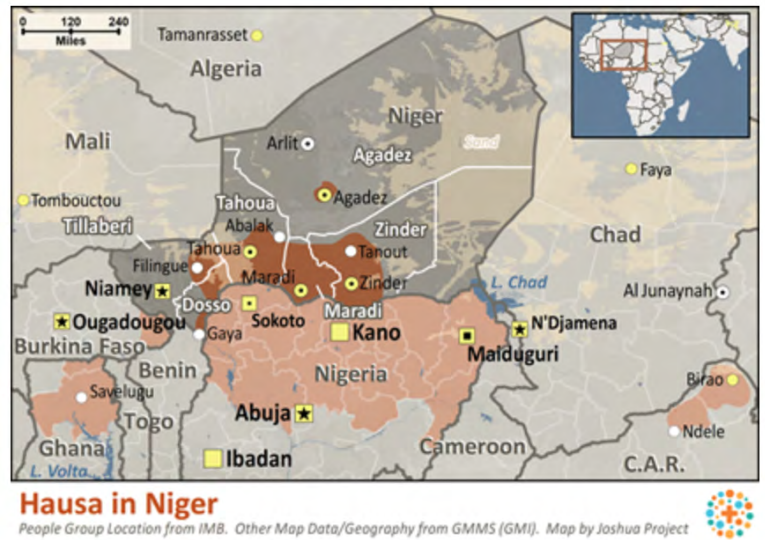 0 120 240
Miles
Tamanrasset
Algeria
Mali
Niger
Arlit
Agadez
Sand
Faya
Tombouctou
Agadez
Tahoua
Tillaberi
Abalak
Zinder
Chad
Tahoua
Tanout
Filingue
Maradi
Zinder
L. Chad
Al Junaynah
Niamey
Dosso
Maradi
Ougadougou
Sokoto
Kano
N'Djamena
Gaya
Burkina Faso
Maiduguri
Benin
Nigeria
Birao
Savelugu
Togo
Abuja
Ndele
Ghana
Cameroon
Ibadan
C.A.R.
L. Volta
Hausa in Niger
People Group Location from IMB. Other Map Data/Geography from GMMS (GMI). Map by Joshua Project